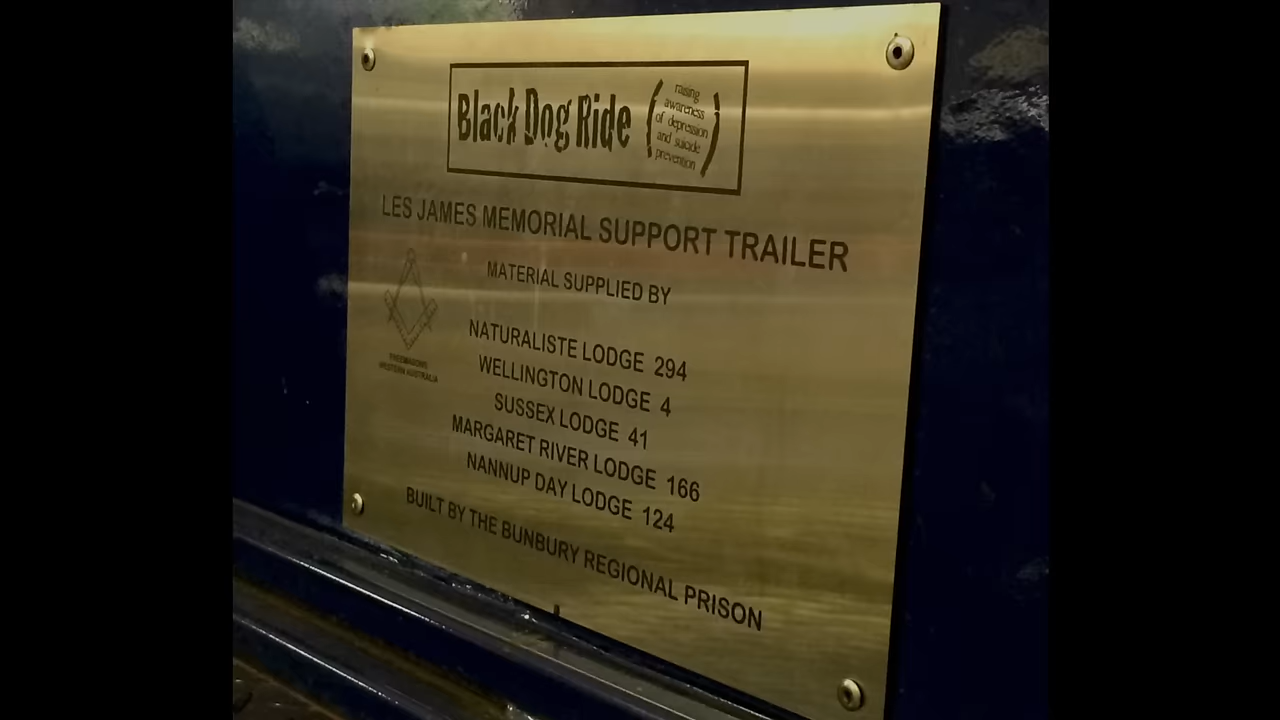 Black Dog Ride
raising
awareness
of depression
and suicide
prevention
LES JAMES MEMORIAL SUPPORT TRAILER
MATERIAL SUPPLIED BY
FREEMASONS
WESTERN AUSTRALIA
NATURALISTE LODGE 294
WELLINGTON LODGE 4
SUSSEX LODGE 41
MARGARET RIVER LODGE 166
NANNUP DAY LODGE 124
BUILT BY THE BUNBURY REGIONAL PRISON